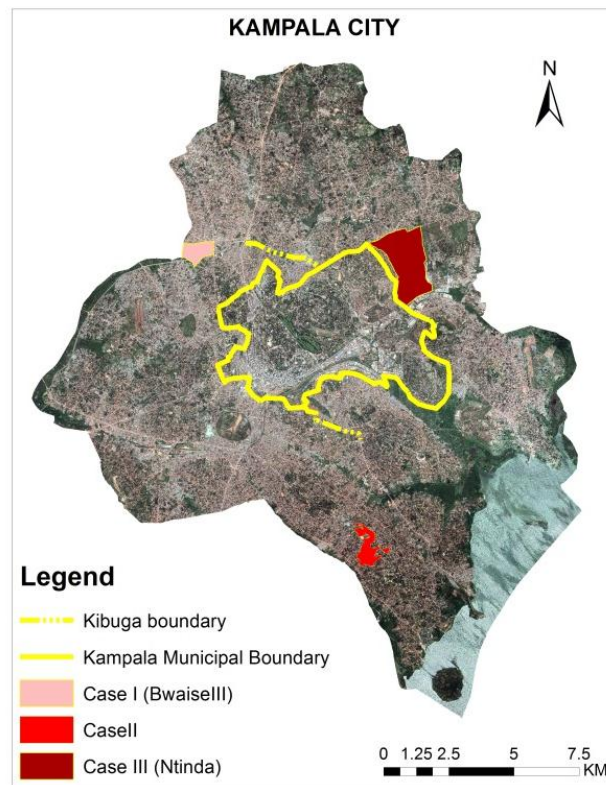 KAMPALA CITY
N
Legend
Kibuga boundary
Kampala Municipal Boundary
Case I (BwaiseIII)
CaseII
Case III (Ntinda)
0 1.25 2.5 5 7.5
KM